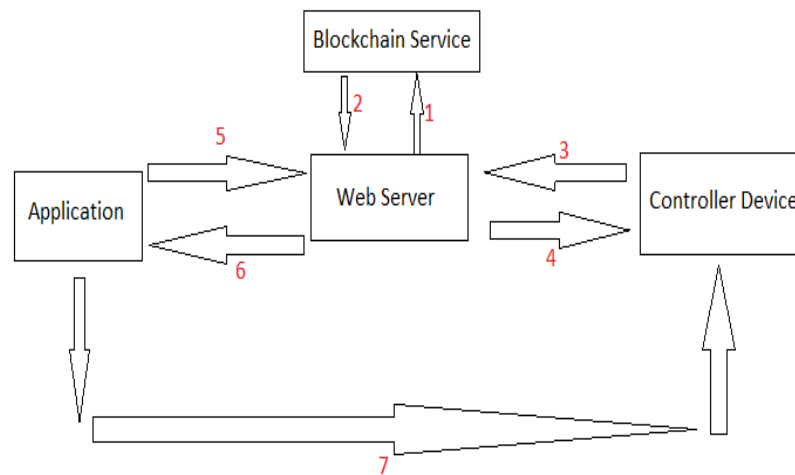 Blockchain Service
2
1
5
3
Application
Web Server
Controller Device
6
4
7